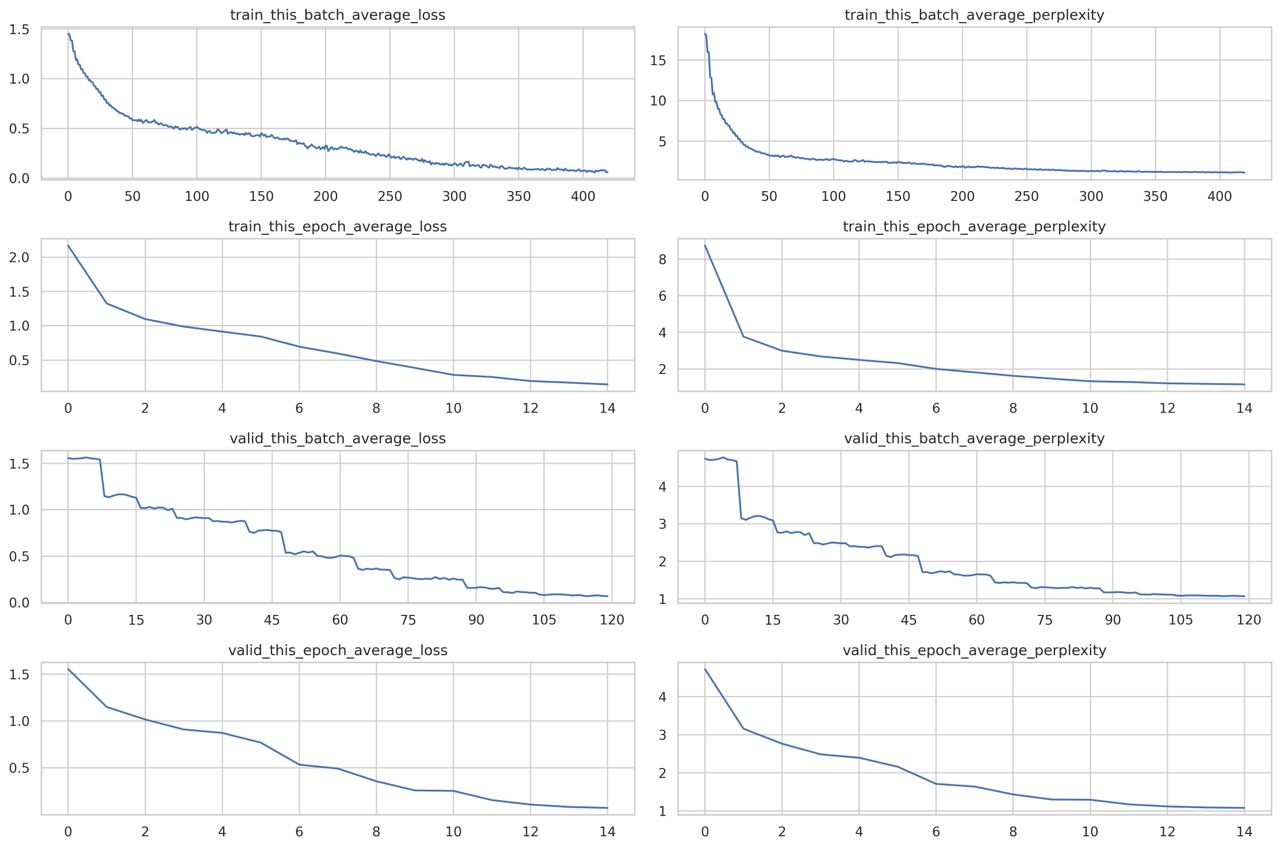 train_this_batch_average_loss
1.5
1.0
0.5
0.0
0 50 100 150 200 250 300 350 400
train_this_batch_average_perplexity
15
10
5
0 50 100 150 200 250 300 350 400
train_this_epoch_average_loss
2.0
1.5
1.0
0.5
0 2 4 6 8 10 12 14
train_this_epoch_average_perplexity
8
6
4
2
0 2 4 6 8 10 12 14
valid_this_batch_average_loss
1.5
1.0
0.5
0.0
0 15 30 45 60 75 90 105 120
valid_this_batch_average_perplexity
4
3
2
1
0 15 30 45 60 75 90 105 120
valid_this_epoch_average_loss
1.5
1.0
0.5
0 2 4 6 8 10 12 14
valid_this_epoch_average_perplexity
4
3
2
1
0 2 4 6 8 10 12 14